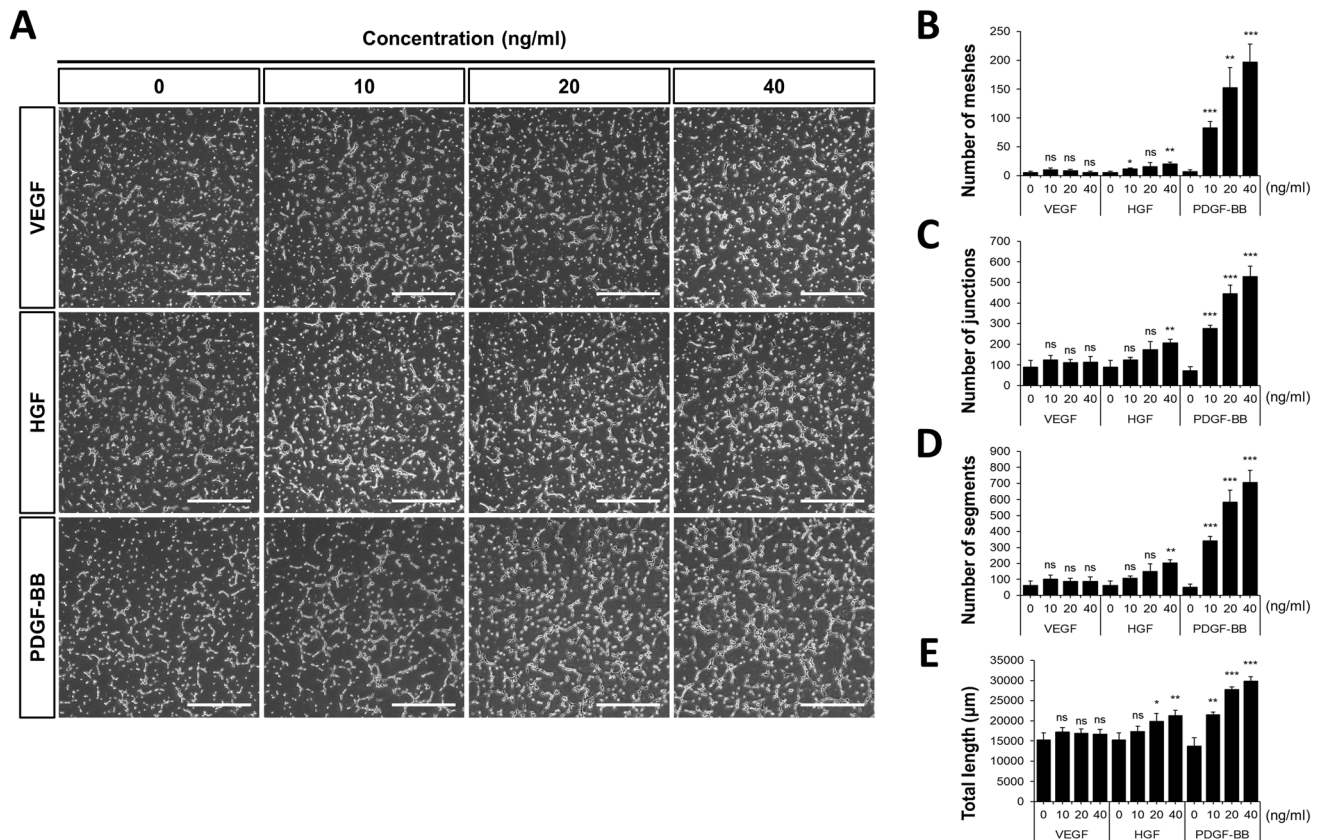 A
Concentration (ng/ml)
0 10 20 40
VEGF
HGF
PDGF-BB
B
Number of meshes
250
200
150
100
50
0
ns ns ns * ns ** *** ** ***
0 10 20 40 0 10 20 40 0 10 20 40 (ng/ml)
VEGF HGF PDGF-BB
C
Number of junctions
700
600
500
400
300
200
100
0
ns ns ns ns ns ** *** *** ***
0 10 20 40 0 10 20 40 0 10 20 40 (ng/ml)
VEGF HGF PDGF-BB
D
Number of segments
900
800
700
600
500
400
300
200
100
0
ns ns ns ns ns ** *** *** ***
0 10 20 40 0 10 20 40 0 10 20 40 (ng/ml)
VEGF HGF PDGF-BB
E
Total length (μm)
35000
30000
25000
20000
15000
10000
5000
0
ns ns ns ns * ** ** *** ***
0 10 20 40 0 10 20 40 0 10 20 40 (ng/ml)
VEGF HGF PDGF-BB